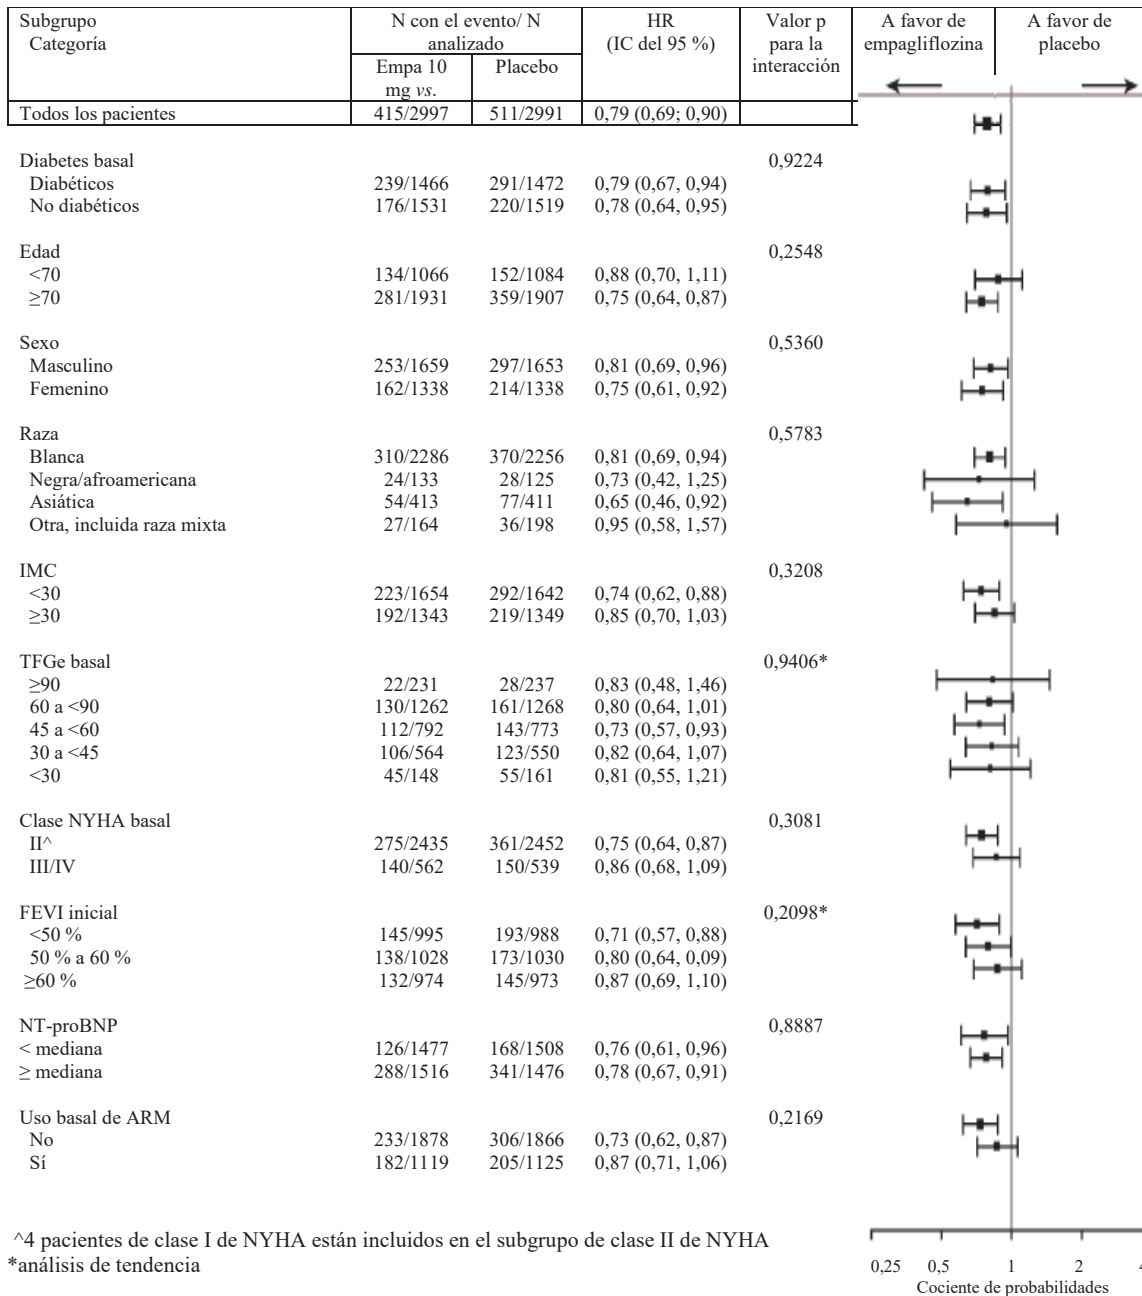 Subgrupo N con el evento/ N HR Valor p A favor de A favor de
Categoría analizado (IC del 95 %) para la empagliflozina placebo
Empa 10 Placebo interacción
mg vs.
Todos los pacientes 415/2997 511/2991 0,79 (0,69; 0,90)
Diabetes basal 0,9224
Diabéticos 239/1466 291/1472 0,79 (0,67, 0,94)
No diabéticos 176/1531 220/1519 0,78 (0,64, 0,95)
Edad 0,2548
<70 134/1066 152/1084 0,88 (0,70, 1,11)
≥70 281/1931 359/1907 0,75 (0,64, 0,87)
Sexo 0,5360
Masculino 253/1659 297/1653 0,81 (0,69, 0,96)
Femenino 162/1338 214/1338 0,75 (0,61, 0,92)
Raza 0,5783
Blanca 310/2286 370/2256 0,81 (0,69, 0,94)
Negra/afroamericana 24/133 28/125 0,73 (0,42, 1,25)
Asiática 54/413 77/411 0,65 (0,46, 0,92)
Otra, incluida raza mixta 27/164 36/198 0,95 (0,58, 1,57)
IMC 0,3208
<30 223/1654 292/1642 0,74 (0,62, 0,88)
≥30 192/1343 219/1349 0,85 (0,70, 1,03)
TFGe basal 0,9406*
≥90 22/231 28/237 0,83 (0,48, 1,46)
60 a <90 130/1262 161/1268 0,80 (0,64, 1,01)
45 a <60 112/792 143/773 0,73 (0,57, 0,93)
30 a <45 106/564 123/550 0,82 (0,64, 1,07)
<30 45/148 55/161 0,81 (0,55, 1,21)
Clase NYHA basal 0,3081
II^ 275/2435 361/2452 0,75 (0,64, 0,87)
III/IV 140/562 150/539 0,86 (0,68, 1,09)
FEVI inicial 0,2098*
<50 % 145/995 193/988 0,71 (0,57, 0,88)
50 % a 60 % 138/1028 173/1030 0,80 (0,64, 0,09)
≥60 % 132/974 145/973 0,87 (0,69, 1,10)
NT-proBNP 0,8887
< mediana 126/1477 168/1508 0,76 (0,61, 0,96)
≥ mediana 288/1516 341/1476 0,78 (0,67, 0,91)
Uso basal de ARM 0,2169
No 233/1878 306/1866 0,73 (0,62, 0,87)
Sí 182/1119 205/1125 0,87 (0,71, 1,06)
^4 pacientes de clase I de NYHA están incluidos en el subgrupo de clase II de NYHA
*análisis de tendencia
0,25 0,5 1 2 4
Cociente de probabilidades